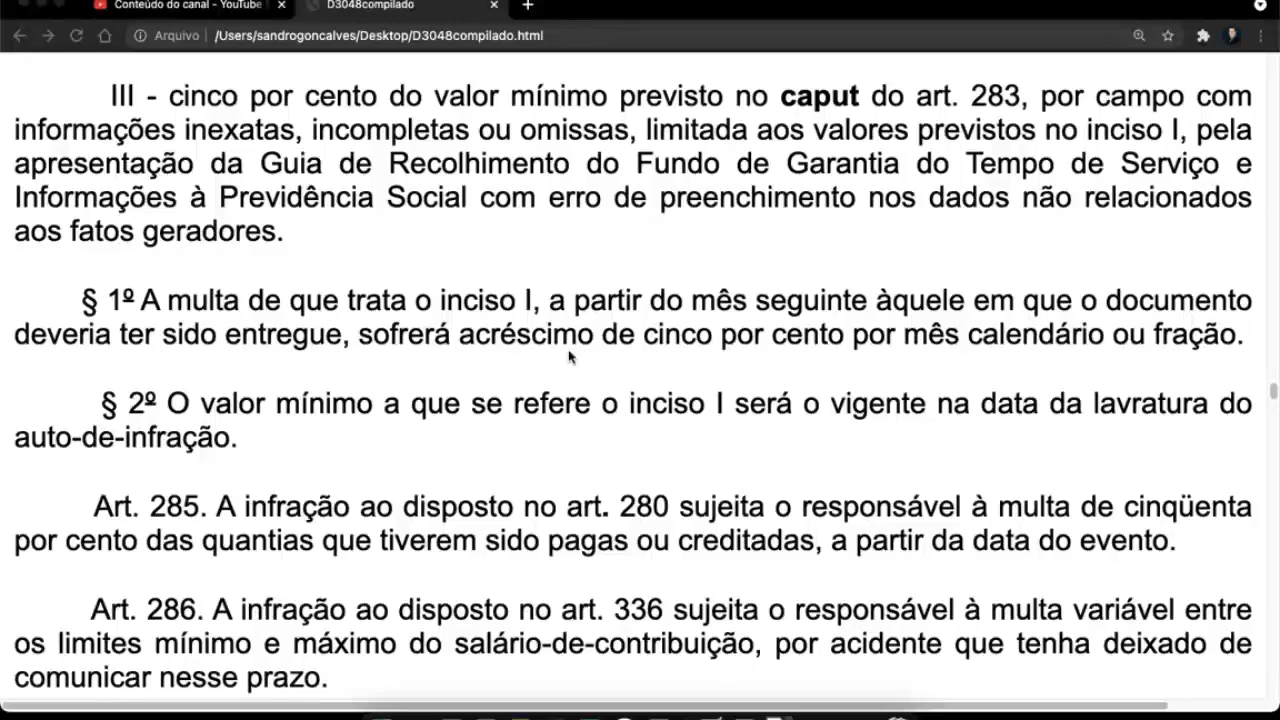 Conteúdo do canal - YouTube
D3048compilado
Arquivo
/Users/sandrogoncalves/Desktop/D3048compilado.html
III - cinco por cento do valor mínimo previsto no caput do art. 283, por campo com
informações inexatas, incompletas ou omissas, limitada aos valores previstos no inciso I, pela
apresentação da Guia de Recolhimento do Fundo de Garantia do Tempo de Serviço e
Informações à Previdência Social com erro de preenchimento nos dados não relacionados
aos fatos geradores.
§ 1º A multa de que trata o inciso I, a partir do mês seguinte àquele em que o documento
deveria ter sido entregue, sofrerá acréscimo de cinco por cento por mês calendário ou fração.
§ 2º O valor mínimo a que se refere o inciso I será o vigente na data da lavratura do
auto-de-infração.
Art. 285. A infração ao disposto no art. 280 sujeita o responsável à multa de cinqüenta
por cento das quantias que tiverem sido pagas ou creditadas, a partir da data do evento.
Art. 286. A infração ao disposto no art. 336 sujeita o responsável à multa variável entre
os limites mínimo e máximo do salário-de-contribuição, por acidente que tenha deixado de
comunicar nesse prazo.